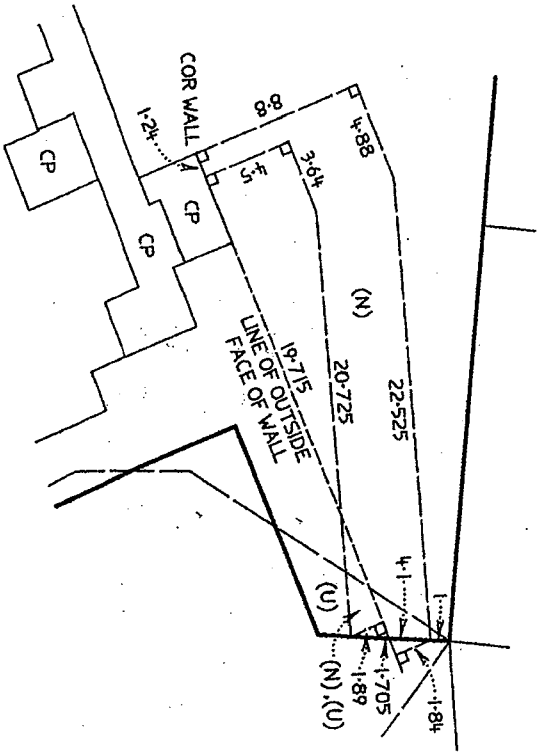 COR WALL
1·24
8·8
4·88
3·64
4·5
CP
CP
CP
(N)
22·525
20·725
19·715
LINE OF OUTSIDE
FACE OF WALL
(U)
(N),(U)
1·89
1·705
4·1
1·
1·84